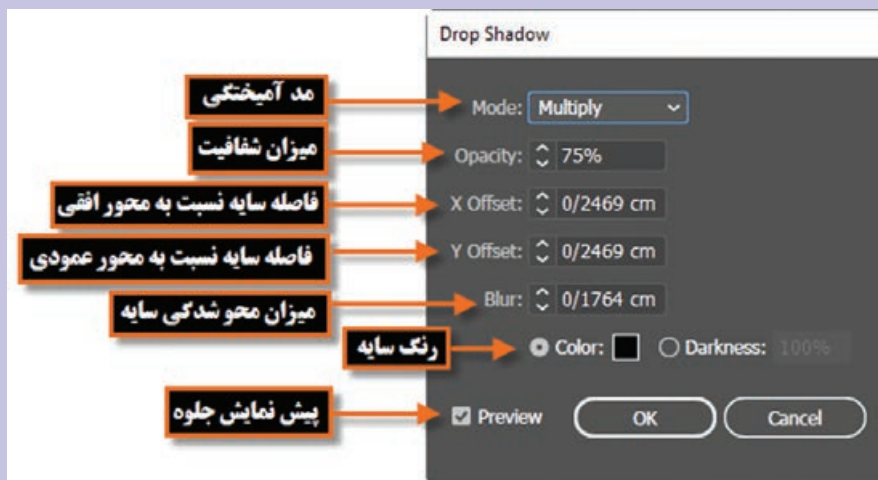 Drop Shadow
مد آمیختگی
Mode: Multiply
میزان شفافیت
Opacity: 75%
فاصله سایه نسبت به محور افقی
X Offset: 0/2469 cm
فاصله سایه نسبت به محور عمودی
Y Offset: 0/2469 cm
میزان محو شدگی سایه
Blur: 0/1764 cm
رنگ سایه
Color: Darkness: 100%
پیش نمایش جلوه
Preview OK Cancel